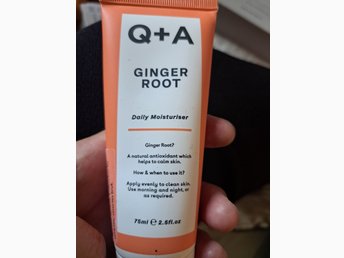 Q+A
GINGER
ROOT
Daily Moisturiser
Ginger Root?
A natural antioxidant which
helps to calm skin.
How & when to use it?
Apply evenly to clean skin.
Use morning and night, or
as required.
75ml ℮ 2.6fl.oz